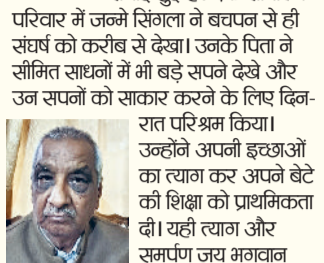 परिवार में जन्मे सिंगला ने बचपन से ही
संघर्ष को करीब से देखा। उनके पिता ने
सीमित साधनों में भी बड़े सपने देखे और
उन सपनों को साकार करने के लिए दिन-
रात परिश्रम किया।
उन्होंने अपनी इच्छाओं
का त्याग कर अपने बेटे
की शिक्षा को प्राथमिकता
दी। यही त्याग और
समर्पण जय भगवान